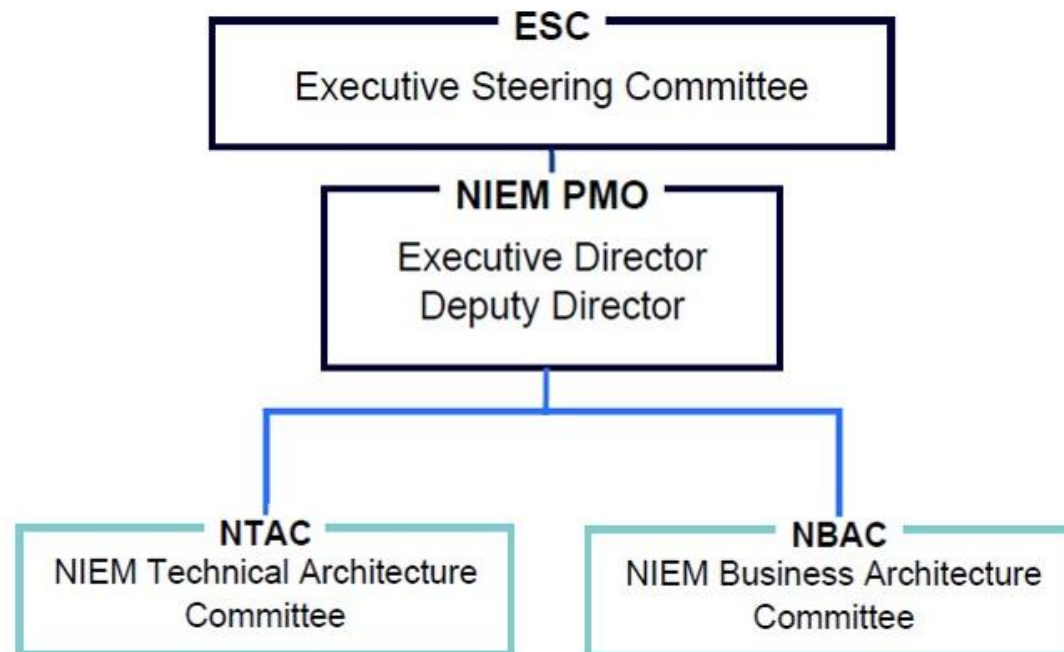 ESC
Executive Steering Committee
NIEM PMO
Executive Director
Deputy Director
NTAC
NIEM Technical Architecture
Committee
NBAC
NIEM Business Architecture
Committee